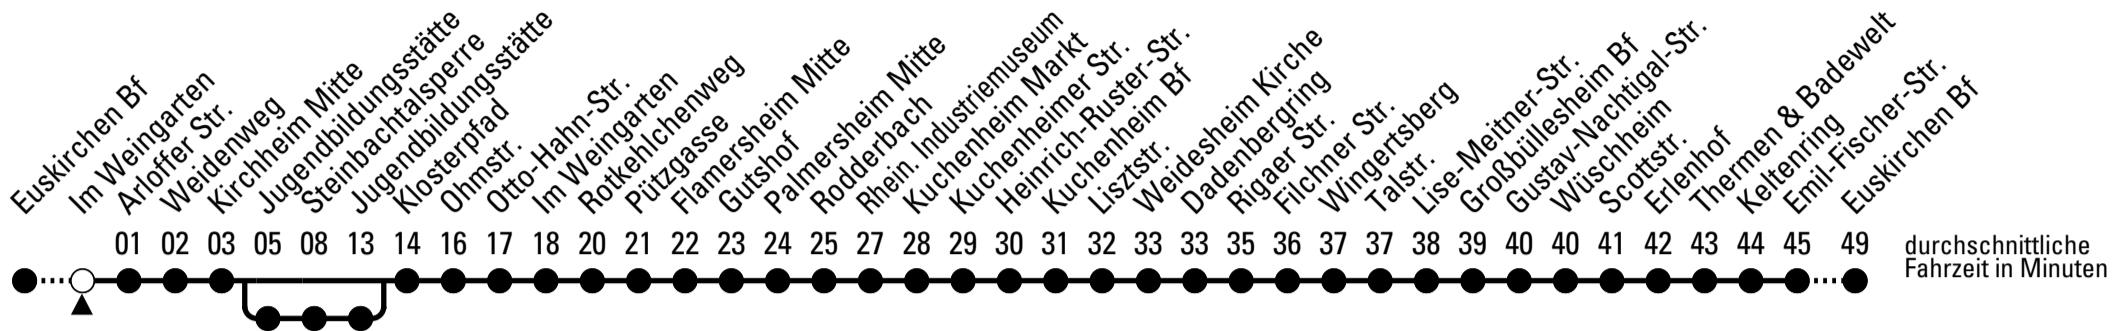 Euskirchen Bf
Im Weingarten
Arloffer Str.
Weidenweg
Kirchheim Mitte
Jugendbildungsstätte
Steinbachtalsperre
Jugendbildungsstätte
Klosterpfad
Ohmstr.
Otto-Hahn-Str.
Im Weingarten
Rotkehlchenweg
Pützgasse
Flamersheim Mitte
Gutshof
Palmersheim Mitte
Rodderbach
Rhein. Industriemuseum
Kuchenheim Markt
Kuchenheimer Str.
Heinrich-Ruster-Str.
Kuchenheim Bf
Lisztstr.
Weidesheim Kirche
Dadenbergring
Rigaer Str.
Filchner Str.
Wingertsberg
Talstr.
Lise-Meitner-Str.
Großbüllesheim Bf
Gustav-Nachtigal-Str.
Wüschheim
Scottstr.
Erlenhof
Thermen & Badewelt
Keltenring
Emil-Fischer-Str.
Euskirchen Bf
01 02 03 05 08 13 14 16 17 18 20 21 22 23 24 25 27 28 29 30 31 32 33 33 35 36 37 37 38 39 40 40 41 42 43 44 45 49
durchschnittliche
Fahrzeit in Minuten